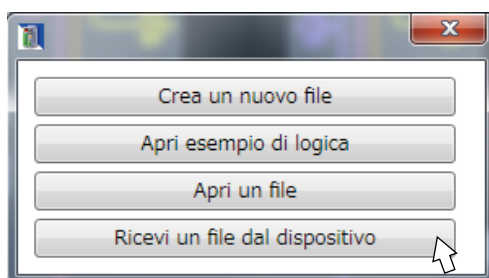 Crea un nuovo file
Apri esempio di logica
Apri un file
Ricevi un file dal dispositivo